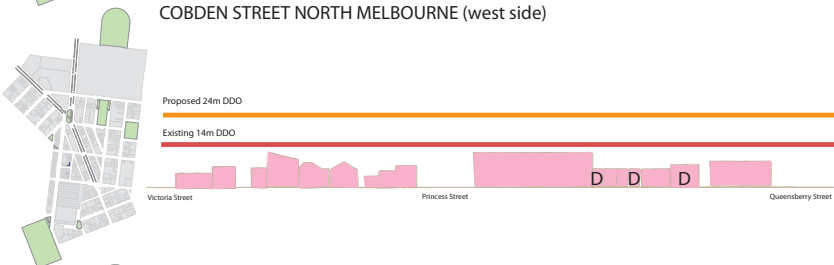 COBDEN STREET NORTH MELBOURNE (west side)
Proposed 24m DDO
Existing 14m DDO
D D D
Victoria Street Princess Street Queensberry Street